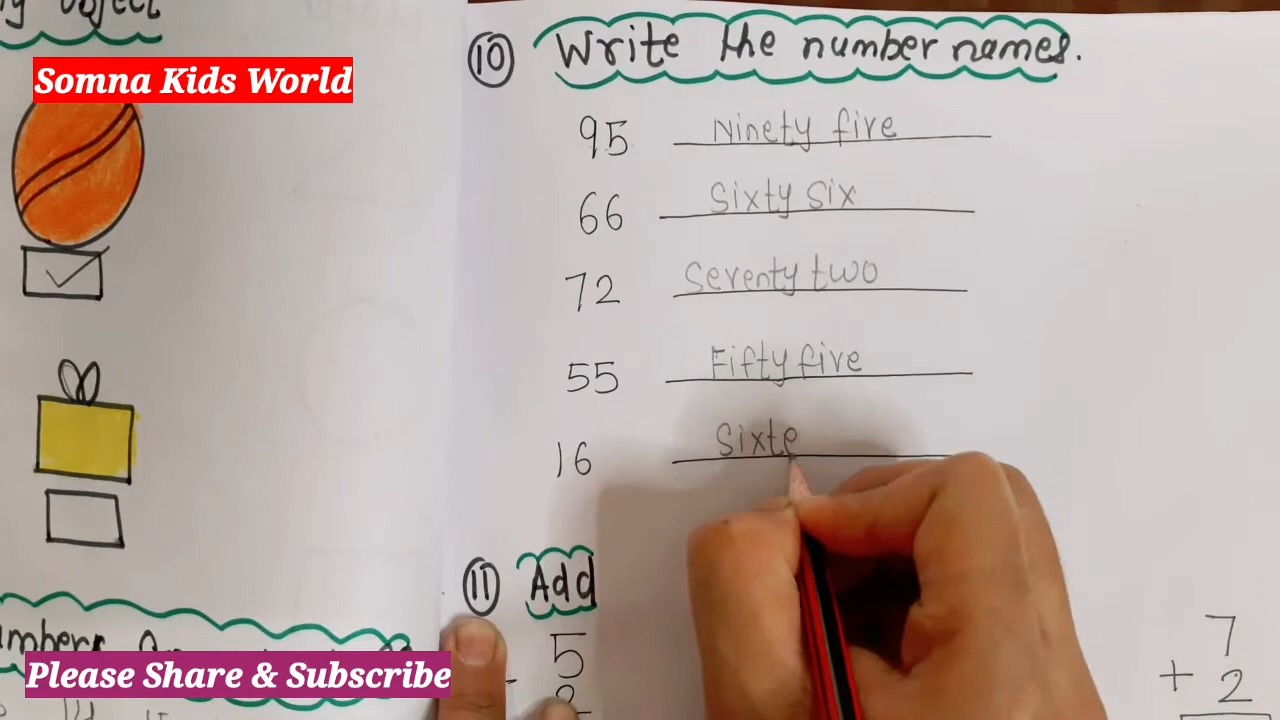 Somna Kids World
⑩ Write the number names.
95 Ninety five
66 Sixty six
72 Seventy two
55 Fifty five
16 Sixte
⑪ Add
5
7
+ 2
Please Share & Subscribe